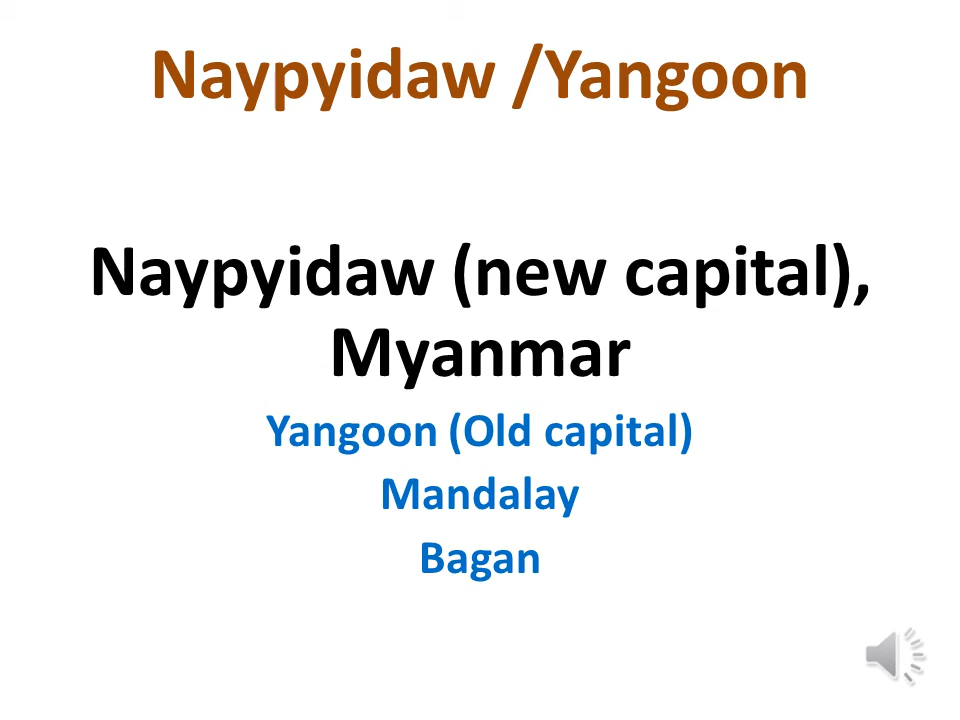 Naypyidaw /Yangoon
Naypyidaw (new capital),
Myanmar
Yangoon (Old capital)
Mandalay
Bagan